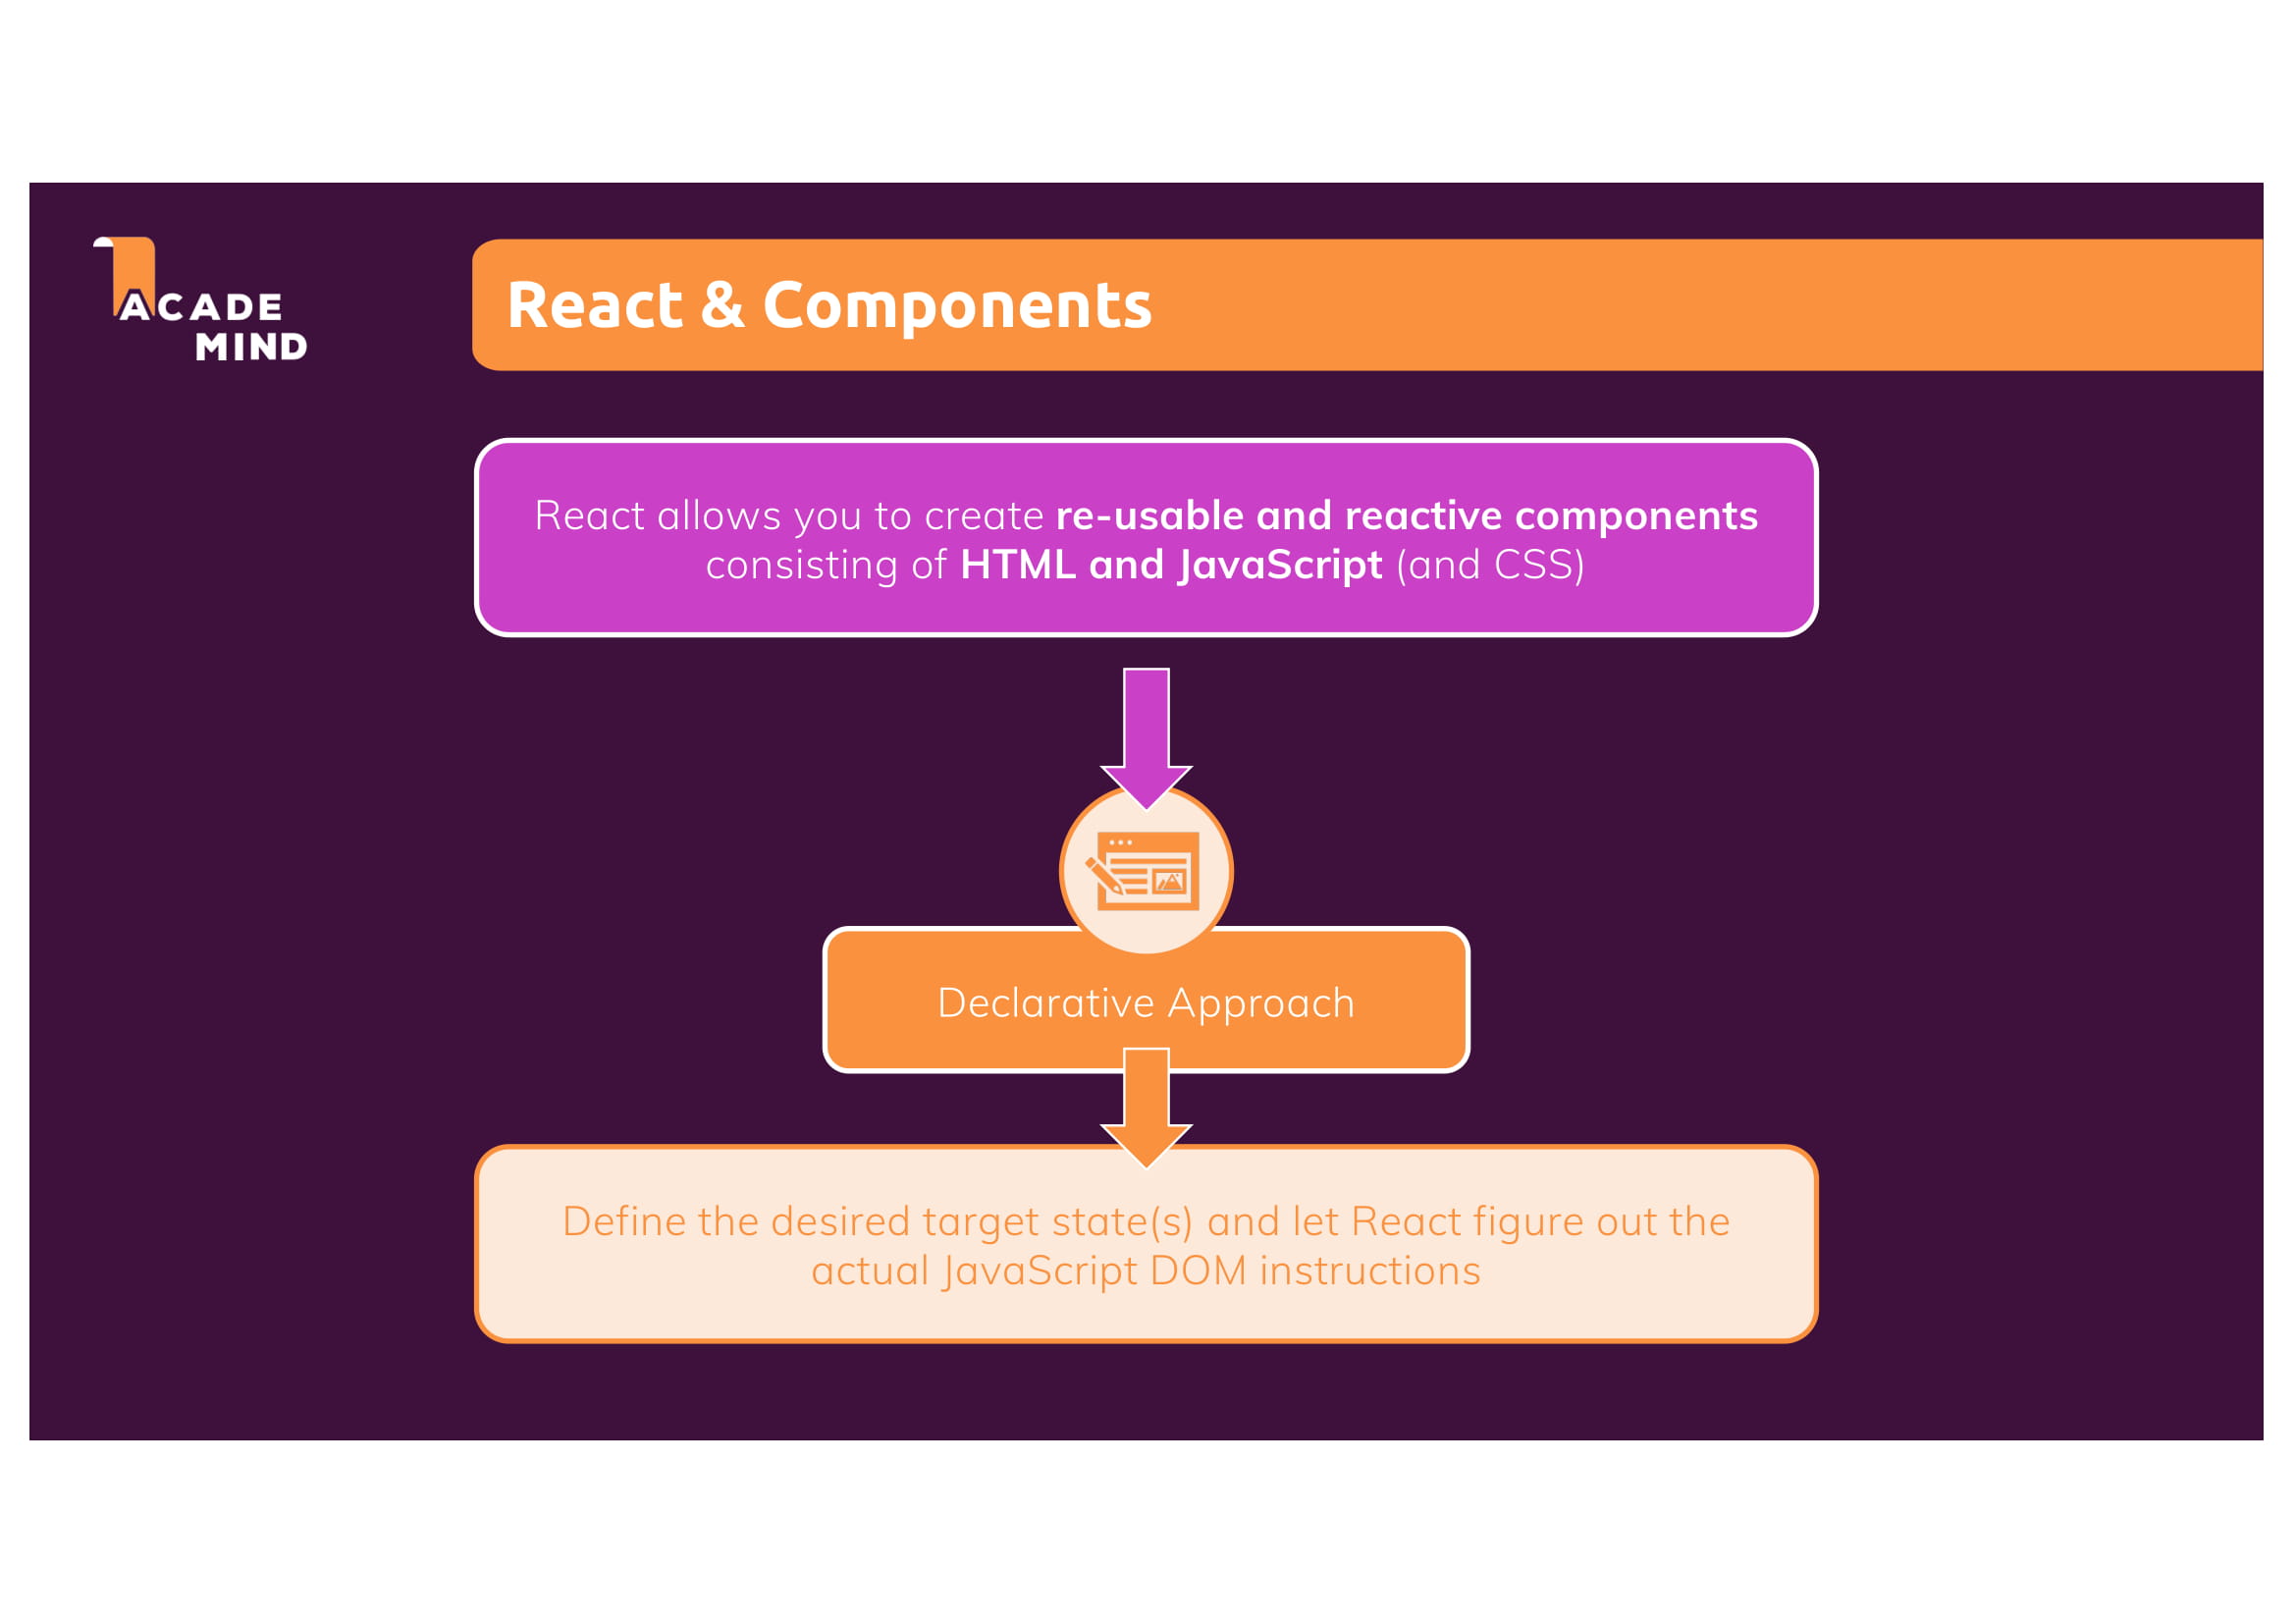 ACADE
MIND
React & Components
React allows you to create re-usable and reactive components
consisting of HTML and JavaScript (and CSS)
Declarative Approach
Define the desired target state(s) and let React figure out the
actual JavaScript DOM instructions